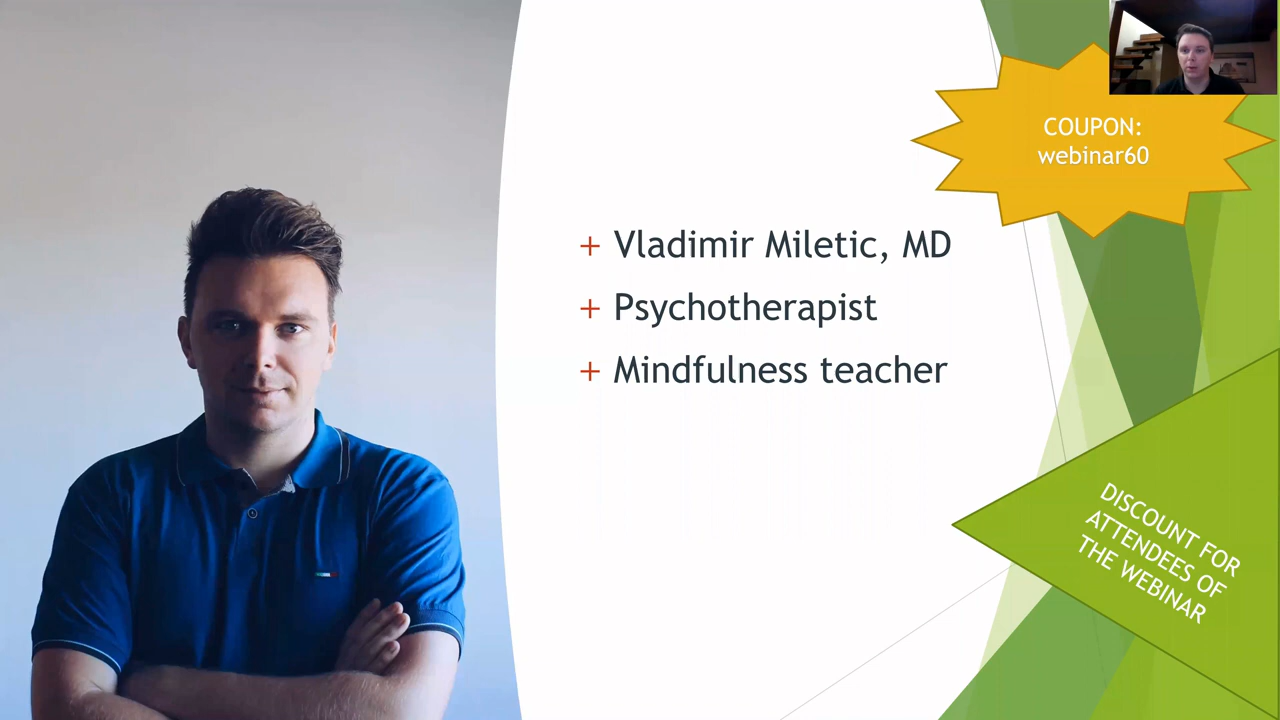 COUPON:
webinar60
+ Vladimir Miletic, MD
+ Psychotherapist
+ Mindfulness teacher
DISCOUNT FOR
ATTENDEES OF
THE WEBINAR